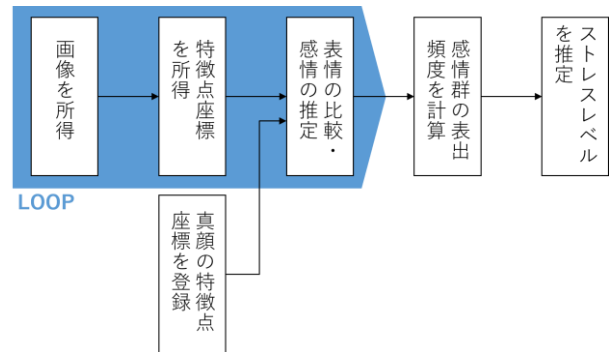 画像を所得
特徴点座標
を所得
表情の比較・
感情の推定
感情群の表出
頻度を計算
ストレスレベル
を推定
LOOP
真顔の特徴点
座標を登録